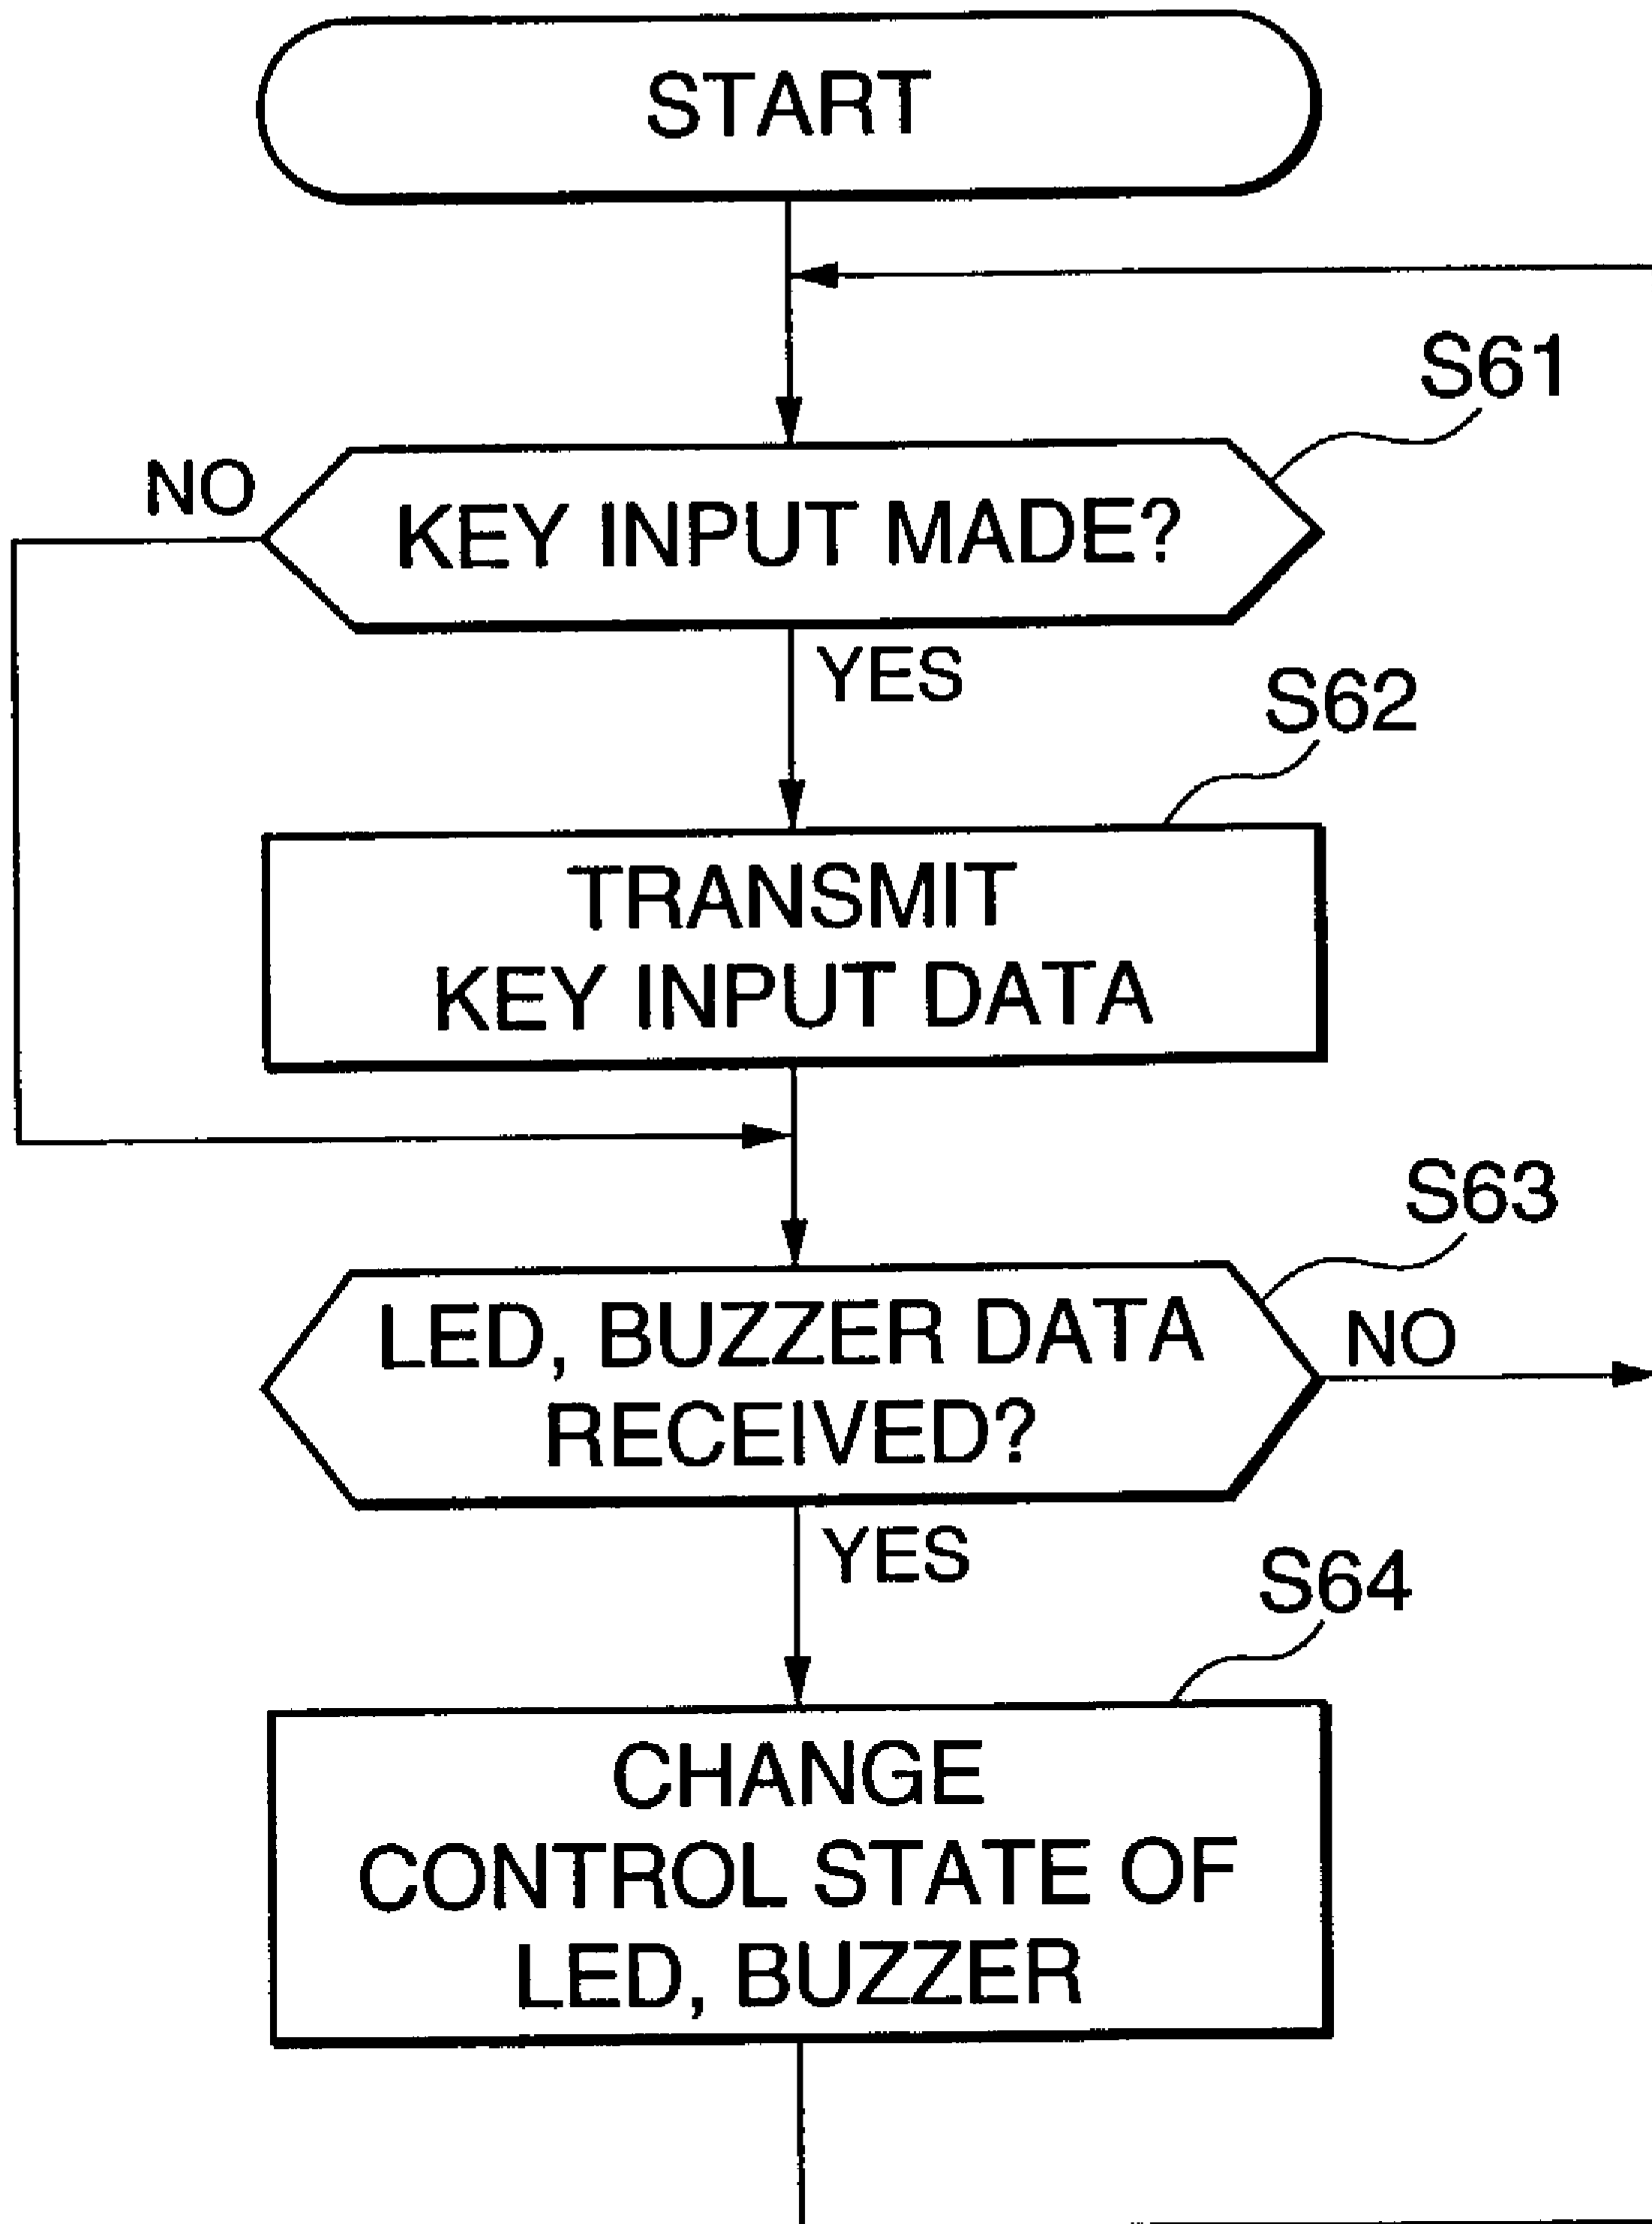 START
S61
NO
KEY INPUT MADE?
YES
S62
TRANSMIT
KEY INPUT DATA
S63
LED, BUZZER DATA
RECEIVED?
NO
YES
S64
CHANGE
CONTROL STATE OF
LED, BUZZER